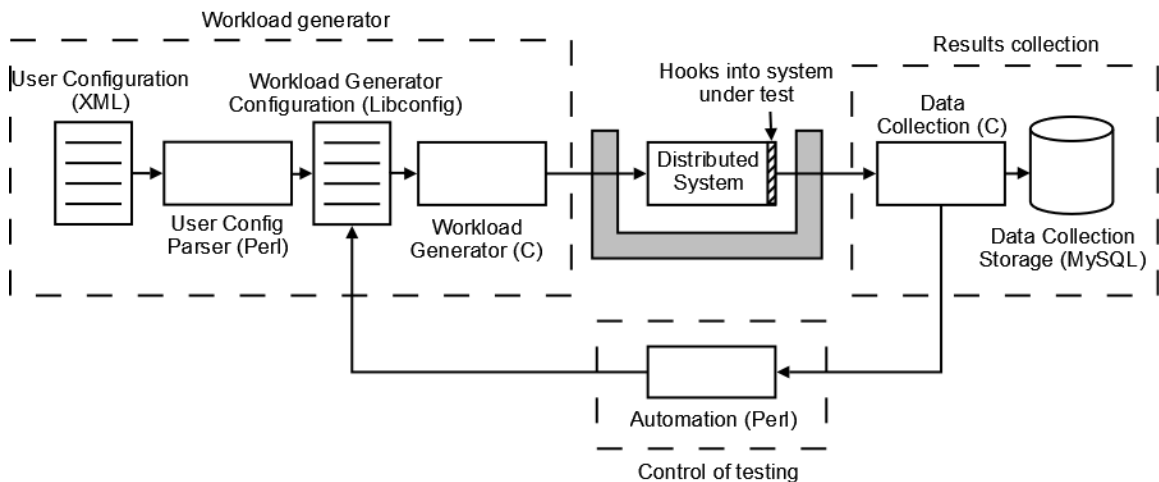 Workload generator
User Configuration
(XML)
Workload Generator
Configuration (Libconfig)
User Config
Parser (Perl)
Workload
Generator (C)
Hooks into system
under test
Distributed
System
Results collection
Data
Collection (C)
Data Collection
Storage (MySQL)
Automation (Perl)
Control of testing